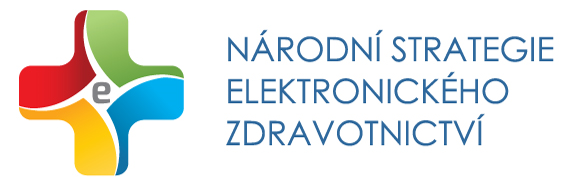 e
NÁRODNÍ STRATEGIE
ELEKTRONICKÉHO
ZDRAVOTNICTVÍ